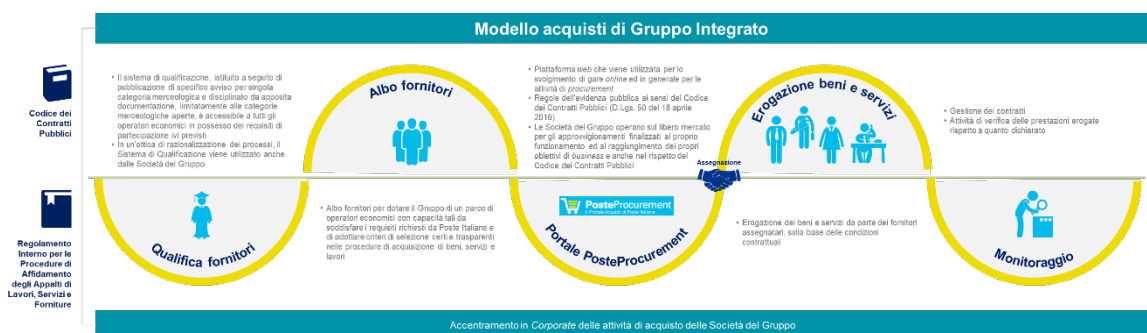 Modello acquisti di Gruppo Integrato
Codice dei
Contratti
Pubblici
• Il sistema di qualificazione, istituito a seguito di
pubblicazione di specifico avviso per singola
categoria merceologica e disciplinato da apposita
documentazione, limitatamente alle categorie
merceologiche aperte, è accessibile a tutti gli
operatori economici in possesso dei requisiti di
partecipazione ivi previsti
• In un'ottica di razionalizzazione dei processi, il
Sistema di Qualificazione viene utilizzato anche
dalle Società del Gruppo
Albo fornitori
• Piattaforma web che viene utilizzata per lo
svolgimento di gare online ed in generale per le
attività di procurement
• Regole dell'evidenza pubblica ai sensi del Codice
dei Contratti Pubblici (D.Lgs. 50 del 18 aprile
2016)
• Le Società del Gruppo operano sul libero mercato
per gli approvvigionamenti finalizzati al proprio
funzionamento ed al raggiungimento dei propri
obiettivi di business e anche nel rispetto del
Codice dei Contratti Pubblici
Erogazione beni e servizi
• Gestione dei contratti
• Attività di verifica delle prestazioni erogate
rispetto a quanto dichiarato
Assegnazione
Regolamento
Interno per le
Procedure di
Affidamento
degli Appalti di
Lavori, Servizi e
Forniture
Qualifica fornitori
• Albo fornitori per dotare il Gruppo di un parco di
operatori economici con capacità tali da
soddisfare i requisiti richiesti da Poste Italiane e
di adottare criteri di selezione certi e trasparenti
nelle procedure di acquisizione di beni, servizi e
lavori
PosteProcurement
Il Portale Acquisti di Poste Italiane
Portale PosteProcurement
• Erogazione dei beni e servizi da parte dei fornitori
assegnatari, sulla base delle condizioni
contrattuali
Monitoraggio
Accentramento in Corporate delle attività di acquisto delle Società del Gruppo